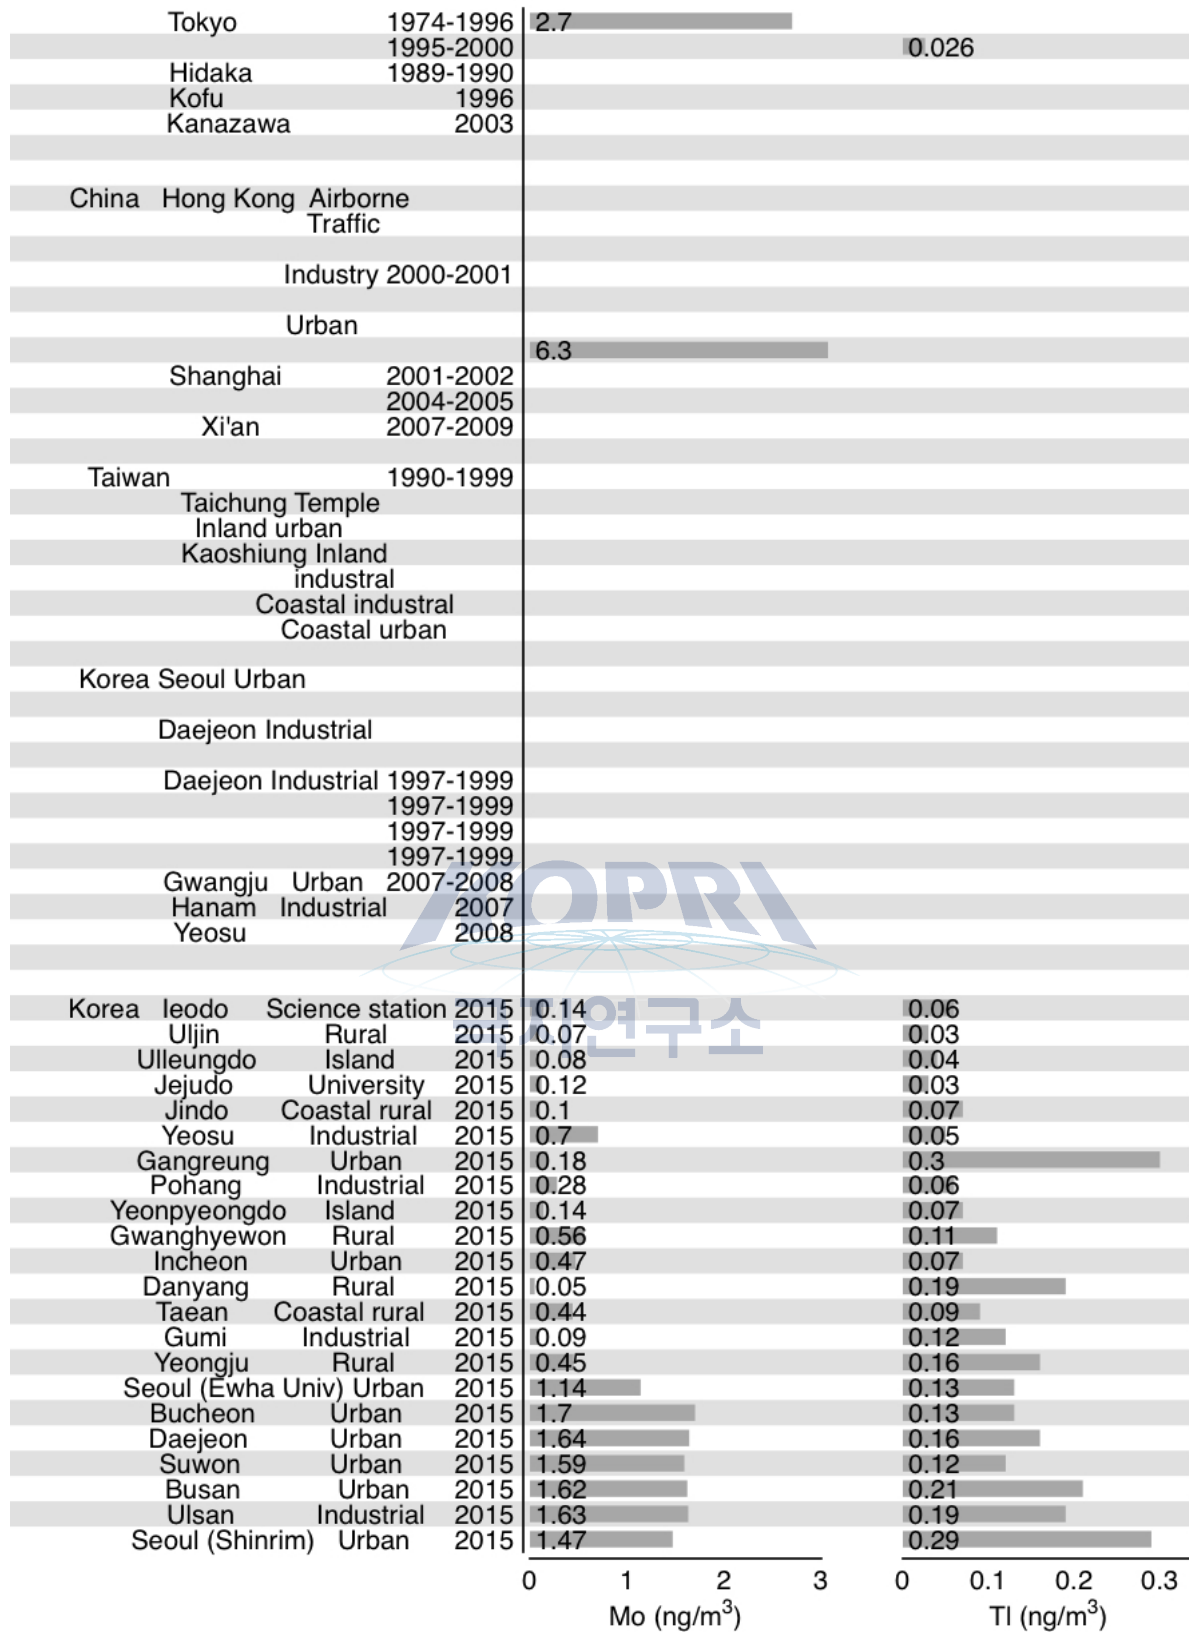 Tokyo 1974-1996 2.7
1995-2000 0.026
Hidaka 1989-1990
Kofu 1996
Kanazawa 2003
China Hong Kong Airborne
Traffic
Industry 2000-2001
Urban
6.3
Shanghai 2001-2002
2004-2005
Xi'an 2007-2009
Taiwan 1990-1999
Taichung Temple
Inland urban
Kaoshiung Inland
industral
Coastal industral
Coastal urban
Korea Seoul Urban
Daejeon Industrial
Daejeon Industrial 1997-1999
1997-1999
1997-1999
1997-1999
Gwangju Urban 2007-2008
Hanam Industrial 2007
Yeosu 2008
KOPRI
극지연구소
Korea Ieodo Science station 2015 0.14 0.06
Uljin Rural 2015 0.07 0.03
Ulleungdo Island 2015 0.08 0.04
Jejudo University 2015 0.12 0.03
Jindo Coastal rural 2015 0.1 0.07
Yeosu Industrial 2015 0.7 0.05
Gangreung Urban 2015 0.18 0.3
Pohang Industrial 2015 0.28 0.06
Yeonpyeongdo Island 2015 0.14 0.07
Gwanghyewon Rural 2015 0.56 0.11
Incheon Urban 2015 0.47 0.07
Danyang Rural 2015 0.05 0.19
Taean Coastal rural 2015 0.44 0.09
Gumi Industrial 2015 0.09 0.12
Yeongju Rural 2015 0.45 0.16
Seoul (Ewha Univ) Urban 2015 1.14 0.13
Bucheon Urban 2015 1.7 0.13
Daejeon Urban 2015 1.64 0.16
Suwon Urban 2015 1.59 0.12
Busan Urban 2015 1.62 0.21
Ulsan Industrial 2015 1.63 0.19
Seoul (Shinrim) Urban 2015 1.47 0.29
0 1 2 3 0 0.1 0.2 0.3
Mo (ng/m³) Tl (ng/m³)